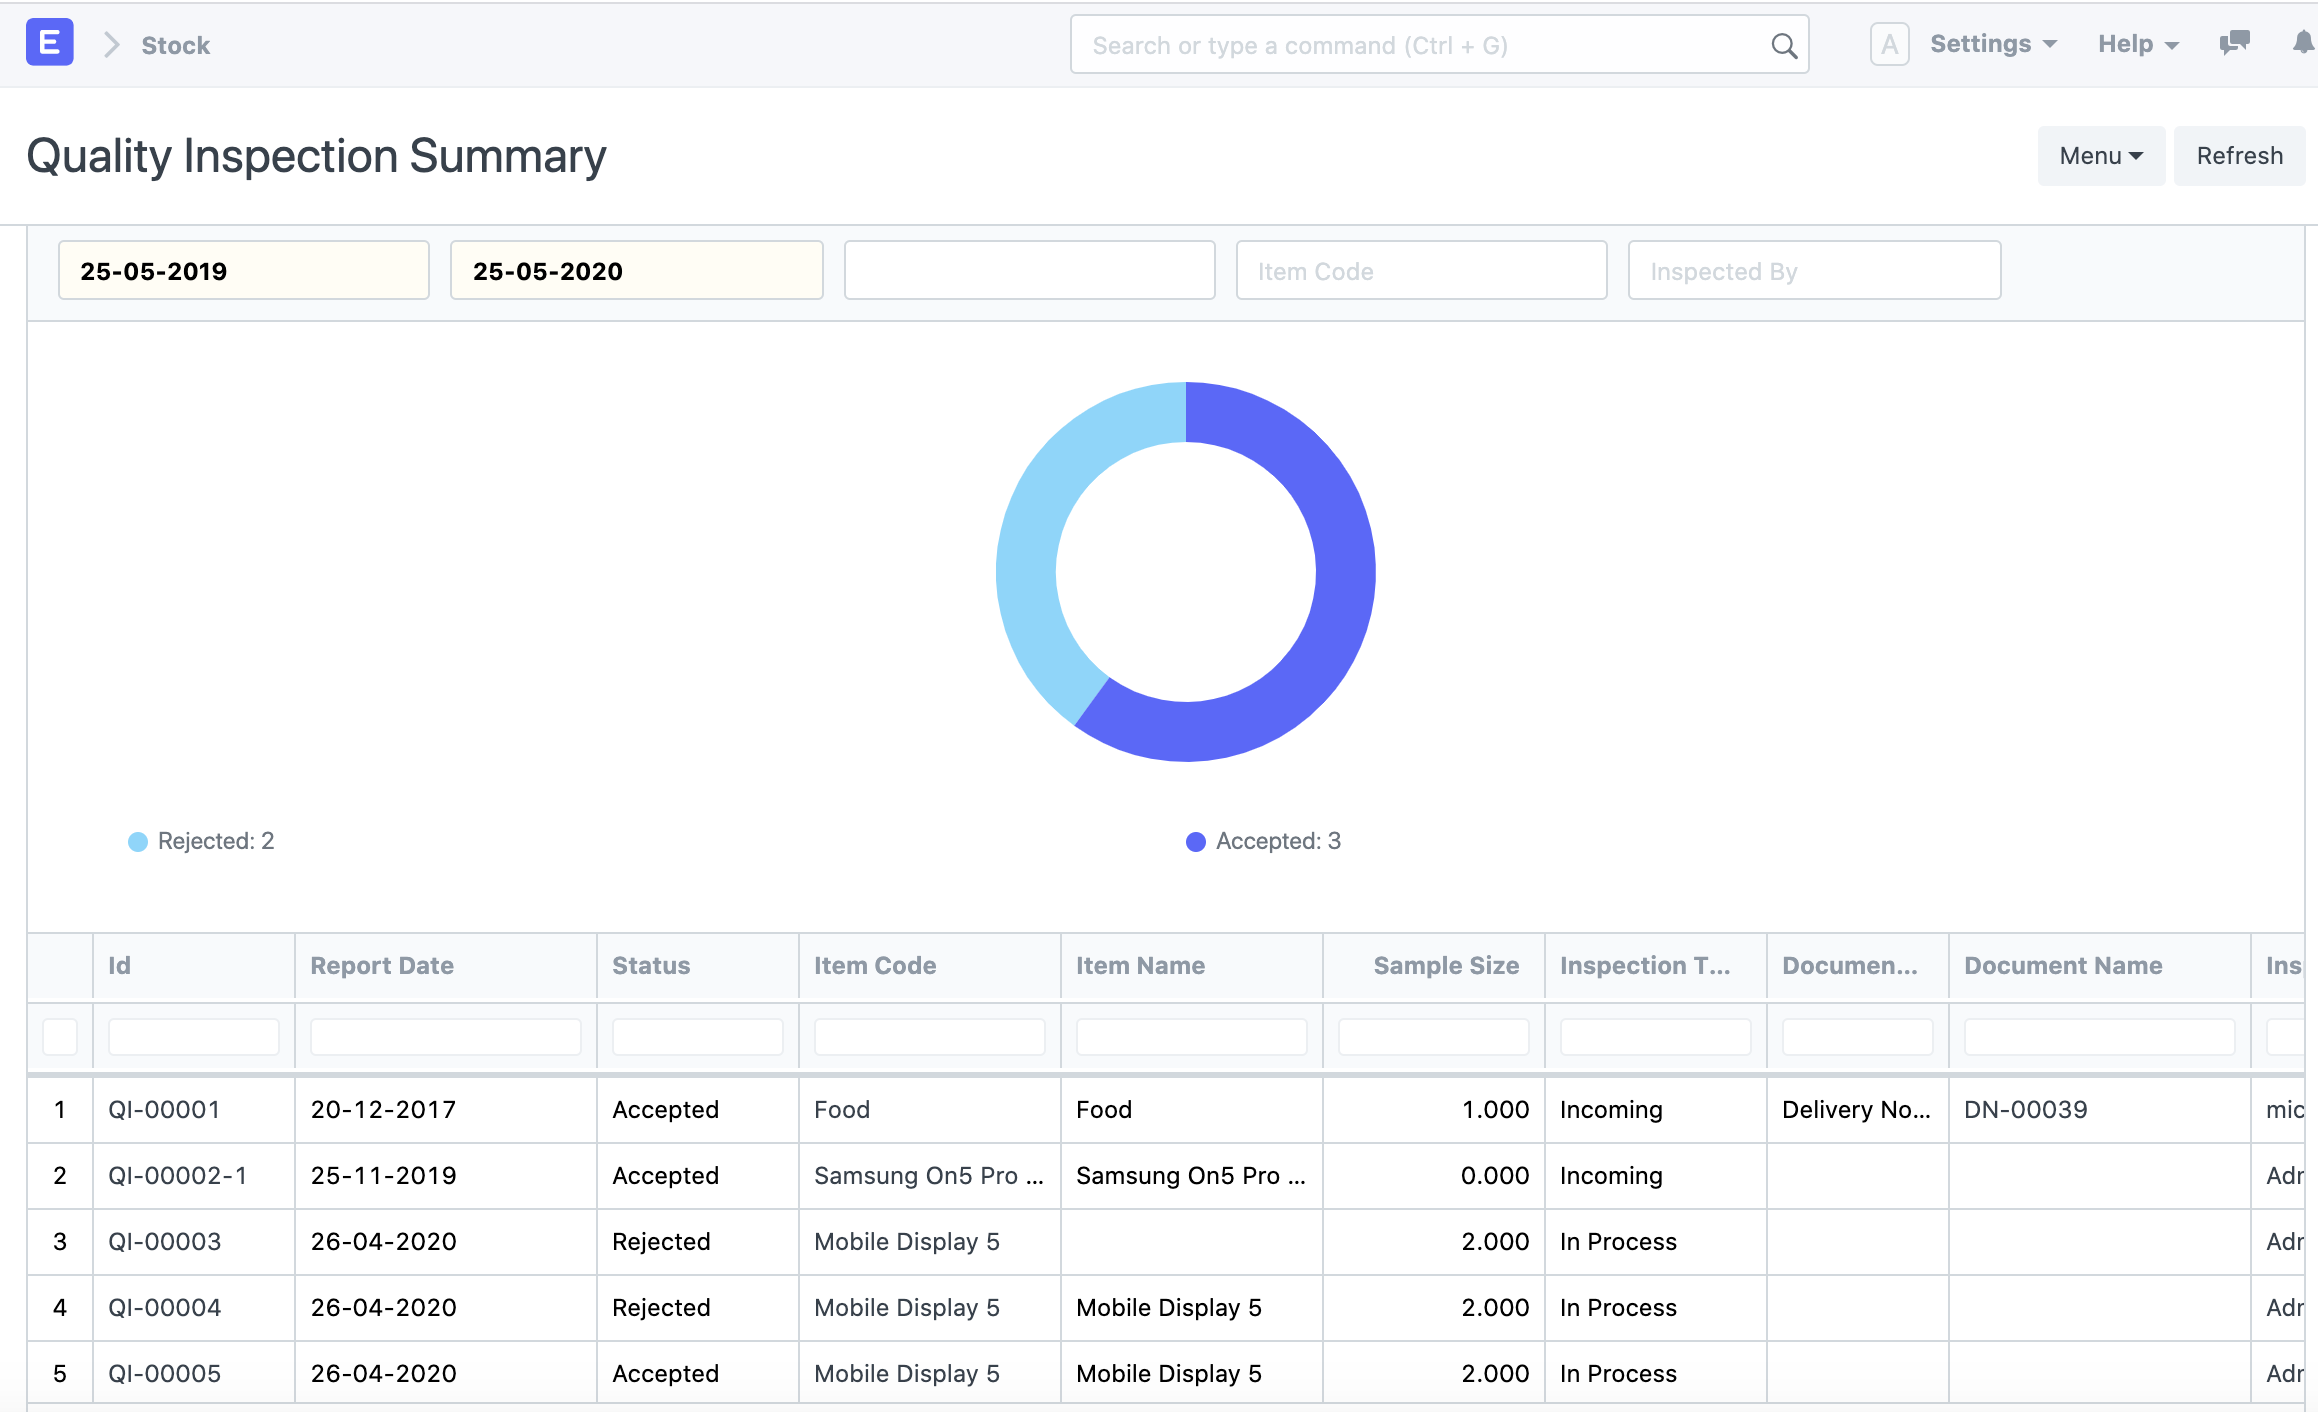 E Stock Search or type a command (Ctrl + G) A Settings Help
Quality Inspection Summary Menu Refresh
25-05-2019 25-05-2020 Item Code Inspected By
Rejected: 2 Accepted: 3
Id Report Date Status Item Code Item Name Sample Size Inspection T... Documen... Document Name Ins
1 QI-00001 20-12-2017 Accepted Food Food 1.000 Incoming Delivery No... DN-00039 mic
2 QI-00002-1 25-11-2019 Accepted Samsung On5 Pro ... Samsung On5 Pro ... 0.000 Incoming Adr
3 QI-00003 26-04-2020 Rejected Mobile Display 5 2.000 In Process Adr
4 QI-00004 26-04-2020 Rejected Mobile Display 5 Mobile Display 5 2.000 In Process Adr
5 QI-00005 26-04-2020 Accepted Mobile Display 5 Mobile Display 5 2.000 In Process Adr